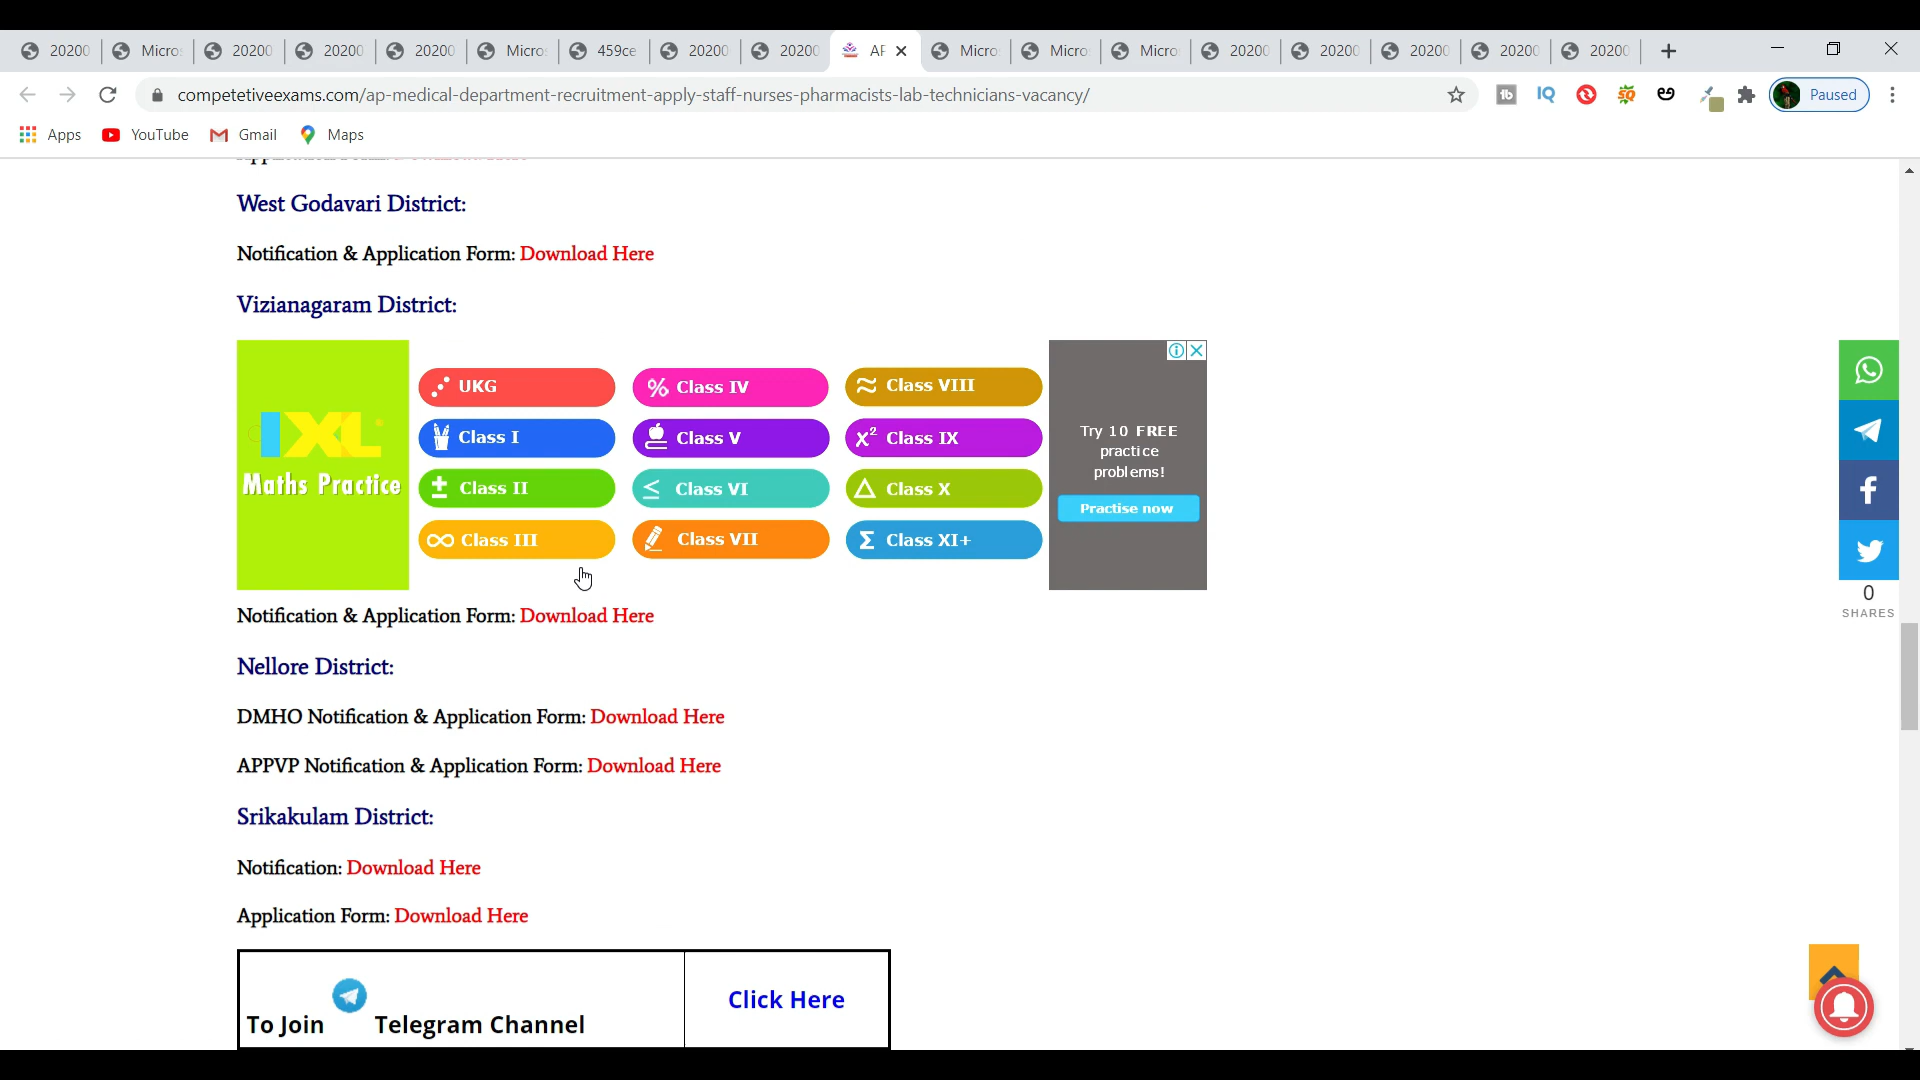 20200 Micro 20200 20200 20200 Micro 459ce 20200 20200 AF Micro Micro Micro 20200 20200 20200 20200 20200
competetiveexams.com/ap-medical-department-recruitment-apply-staff-nurses-pharmacists-lab-technicians-vacancy/
Paused
Apps YouTube Gmail Maps
West Godavari District:
Notification & Application Form: Download Here
Vizianagaram District:
IXL
Maths Practice
UKG
Class I
Class II
Class III
Class IV
Class V
Class VI
Class VII
Class VIII
Class IX
Class X
Class XI+
Try 10 FREE
practice
problems!
Practise now
0
SHARES
Notification & Application Form: Download Here
Nellore District:
DMHO Notification & Application Form: Download Here
APPVP Notification & Application Form: Download Here
Srikakulam District:
Notification: Download Here
Application Form: Download Here
To Join Telegram Channel
Click Here